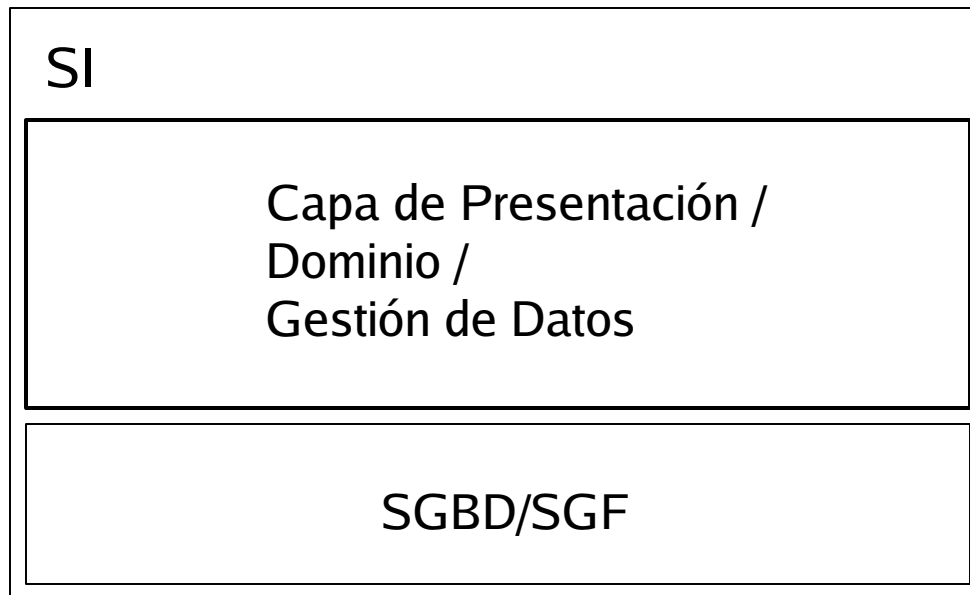 SI
Capa de Presentación /
Dominio /
Gestión de Datos
SGBD/SGF